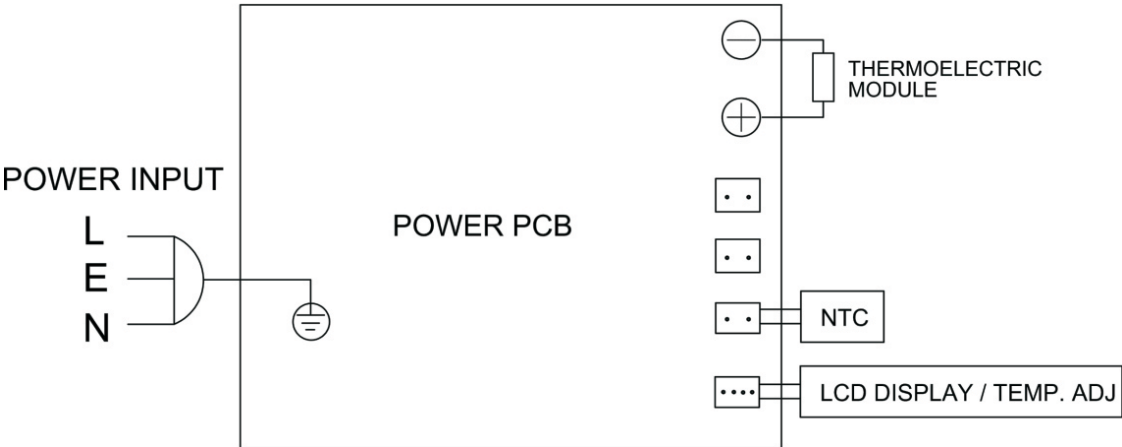 THERMOELECTRIC
MODULE
POWER INPUT
L
E
N
POWER PCB
NTC
LCD DISPLAY / TEMP. ADJ